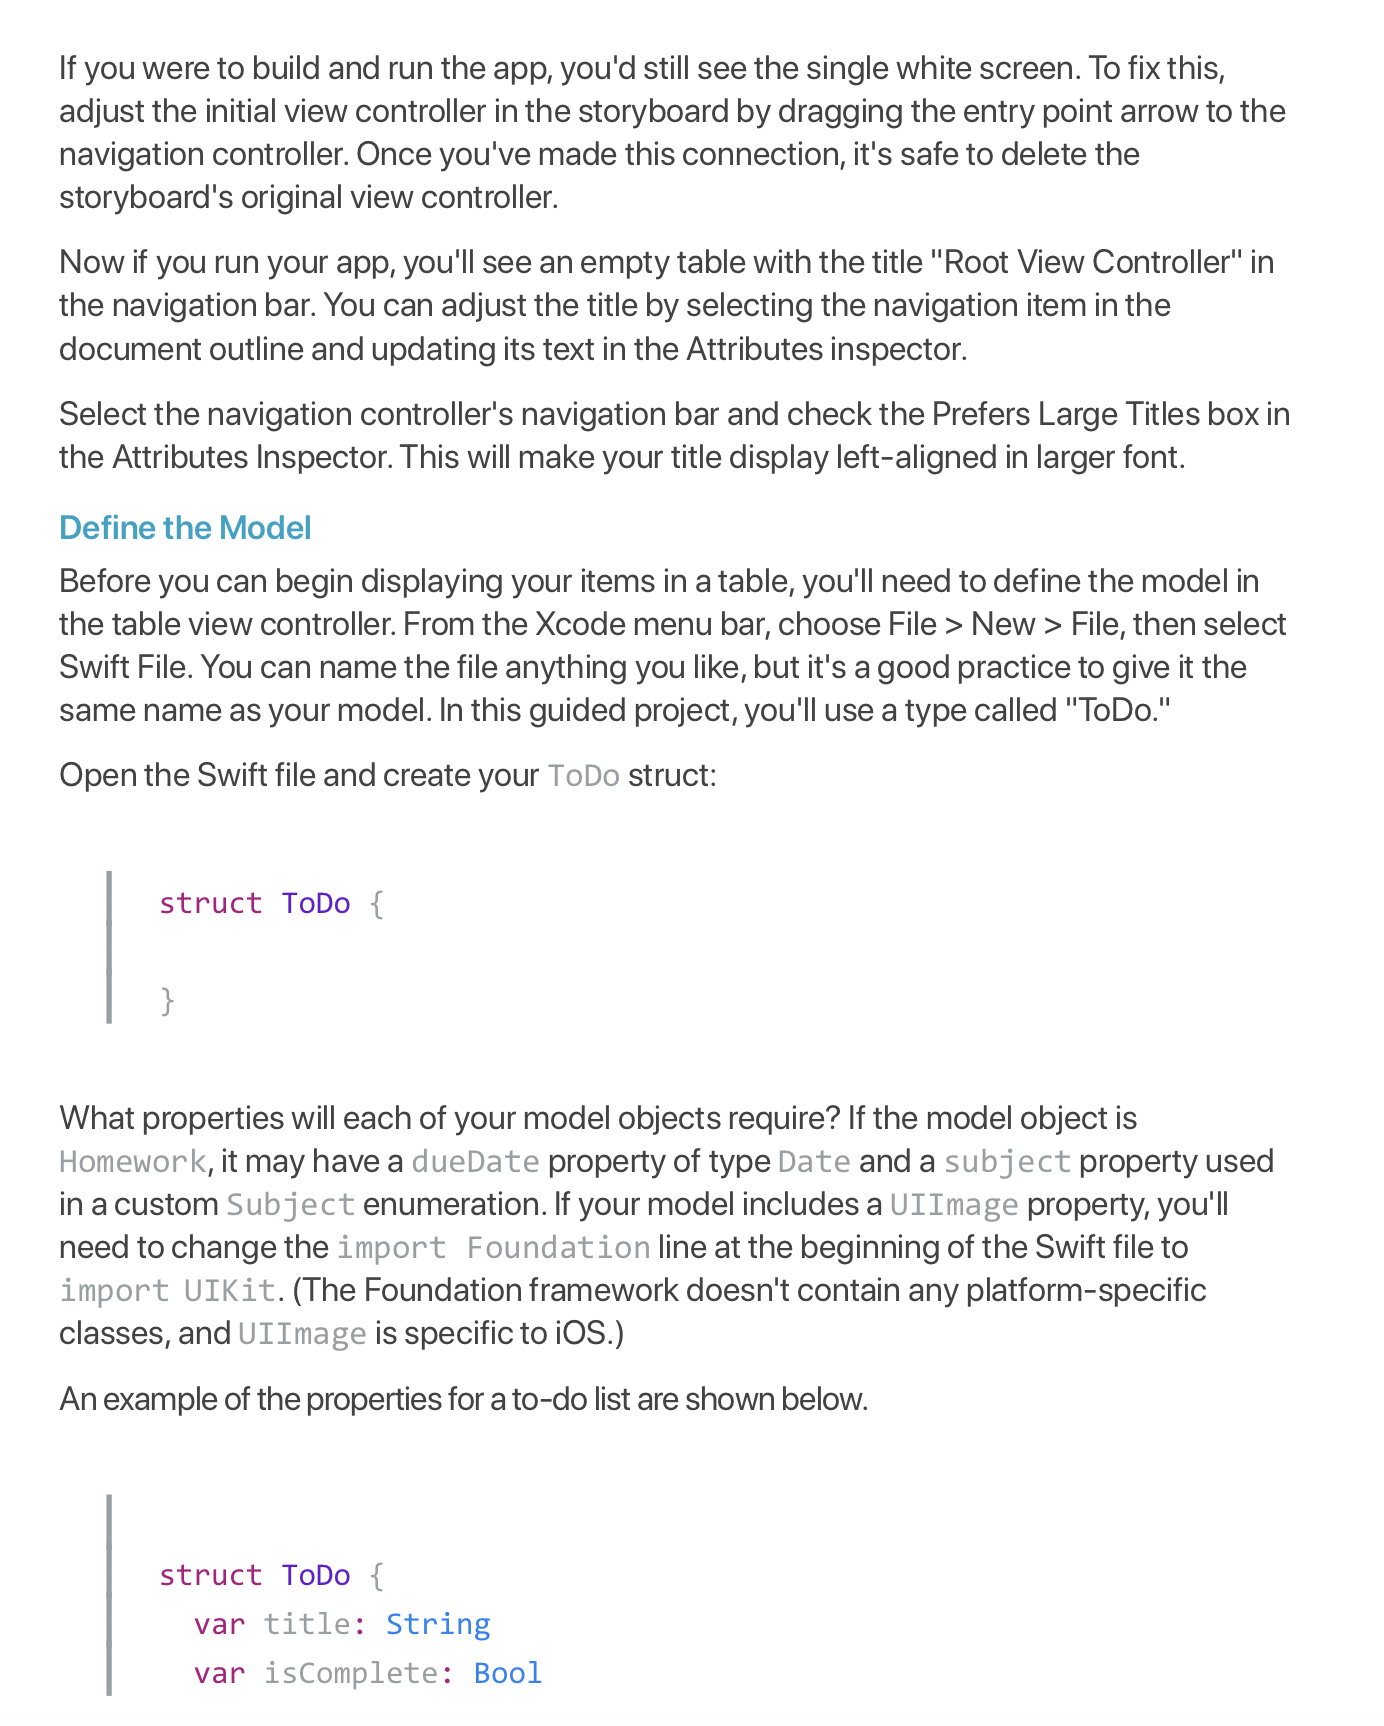 If you were to build and run the app, you'd still see the single white screen. To fix this,
adjust the initial view controller in the storyboard by dragging the entry point arrow to the
navigation controller. Once you've made this connection, it's safe to delete the
storyboard's original view controller.
Now if you run your app, you'll see an empty table with the title "Root View Controller" in
the navigation bar. You can adjust the title by selecting the navigation item in the
document outline and updating its text in the Attributes inspector.
Select the navigation controller's navigation bar and check the Prefers Large Titles box in
the Attributes Inspector. This will make your title display left-aligned in larger font.
Define the Model
Before you can begin displaying your items in a table, you'll need to define the model in
the table view controller. From the Xcode menu bar, choose File > New > File, then select
Swift File. You can name the file anything you like, but it's a good practice to give it the
same name as your model. In this guided project, you'll use a type called "ToDo."
Open the Swift file and create your ToDo struct:
struct ToDo {
}
What properties will each of your model objects require? If the model object is
Homework, it may have a dueDate property of type Date and a subject property used
in a custom Subject enumeration. If your model includes a UIImage property, you'll
need to change the import Foundation line at the beginning of the Swift file to
import UIKit. (The Foundation framework doesn't contain any platform-specific
classes, and UIImage is specific to iOS.)
An example of the properties for a to-do list are shown below.
struct ToDo {
var title: String
var isComplete: Bool